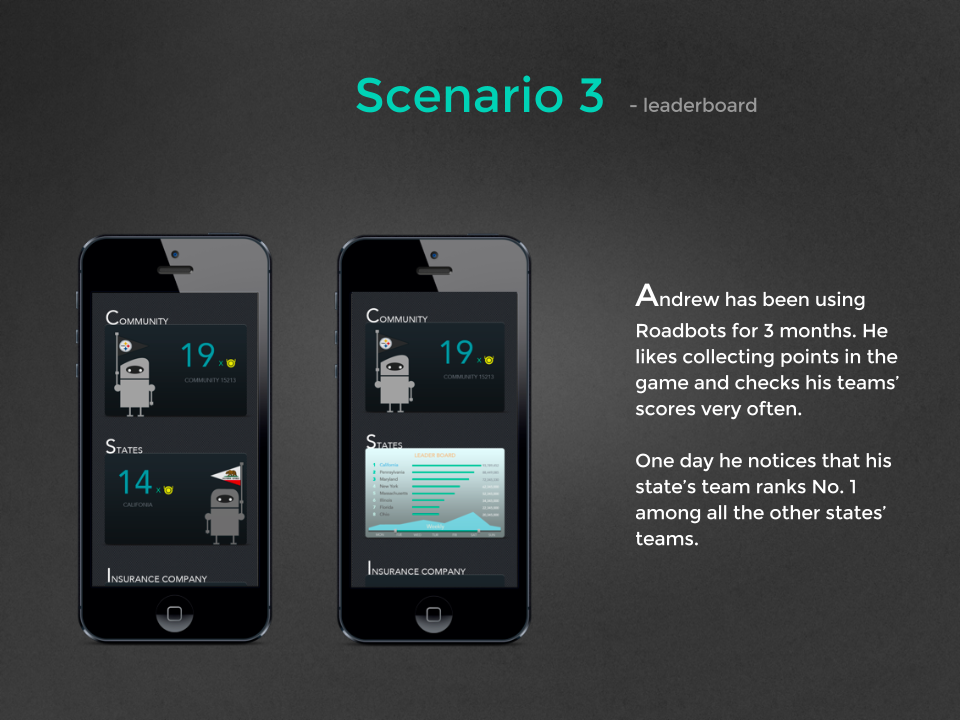 Scenario 3 - leaderboard
COMMUNITY
19 x
COMMUNITY 15213
STATES
14 x
CALIFORNIA
INSURANCE COMPANY
COMMUNITY
19 x
COMMUNITY 15213
STATES
LEADER BOARD
1 California
2 Pennsylvania
3 Maryland
4 New York
5 Massachusetts
6 Illinois
7 Florida
8 Ohio
Weekly
INSURANCE COMPANY
Andrew has been using
Roadbots for 3 months. He
likes collecting points in the
game and checks his teams’
scores very often.
One day he notices that his
state’s team ranks No. 1
among all the other states’
teams.